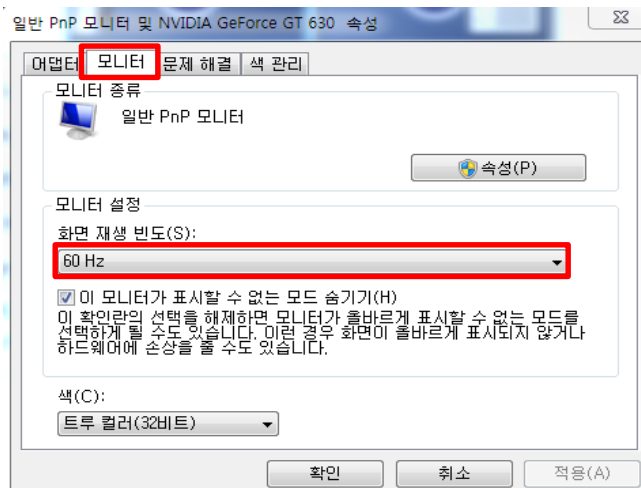 일반 PnP 모니터 및 NVIDIA GeForce GT 630 속성
어댑터 모니터 문제 해결 색 관리
모니터 종류
일반 PnP 모니터
속성(P)
모니터 설정
화면 재생 빈도(S):
60 Hz
이 모니터가 표시할 수 없는 모드 숨기기(H)
이 확인란의 선택을 해제하면 모니터가 올바르게 표시할 수 없는 모드를
선택하게 될 수도 있습니다. 이런 경우 화면이 올바르게 표시되지 않거나
하드웨어에 손상을 줄 수도 있습니다.
색(C):
트루 컬러(32비트)
확인 취소 적용(A)